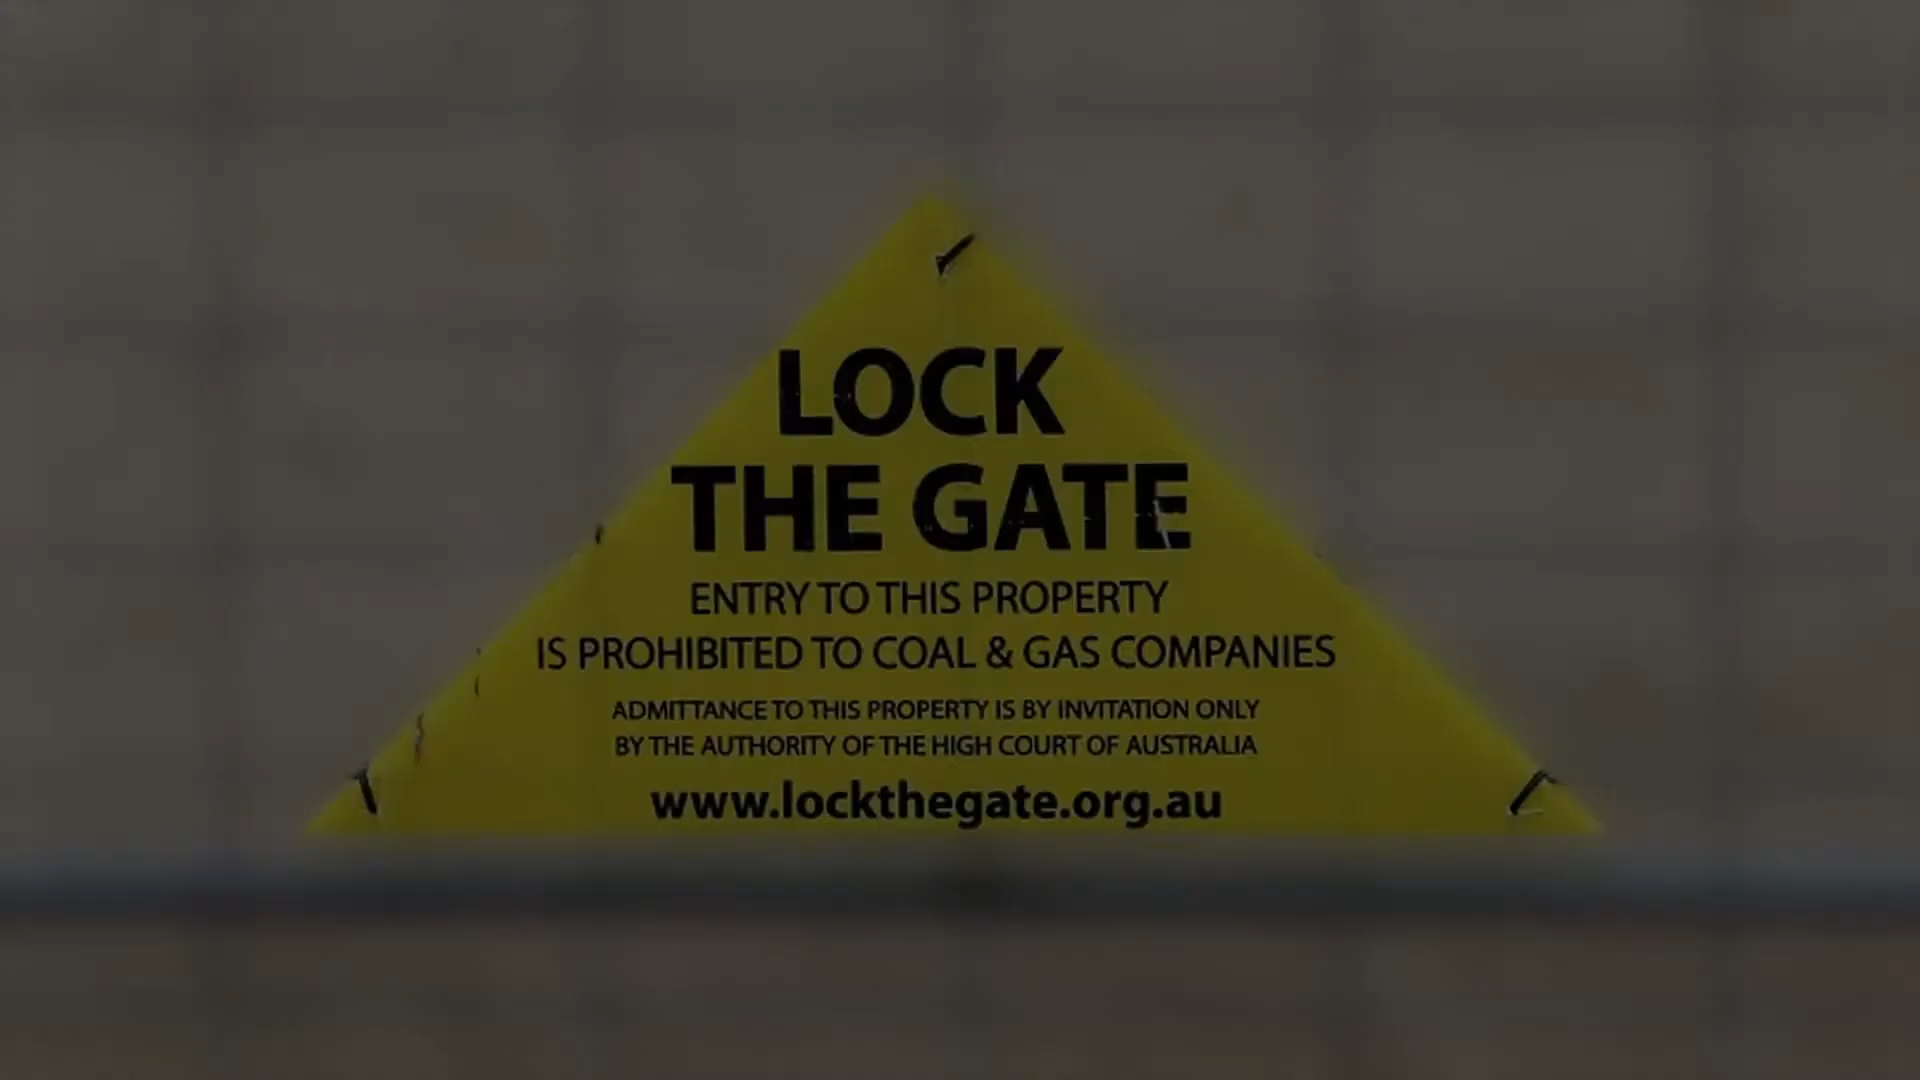 LOCK
THE GATE
ENTRY TO THIS PROPERTY
IS PROHIBITED TO COAL & GAS COMPANIES
ADMITTANCE TO THIS PROPERTY IS BY INVITATION ONLY
BY THE AUTHORITY OF THE HIGH COURT OF AUSTRALIA
www.lockthegate.org.au